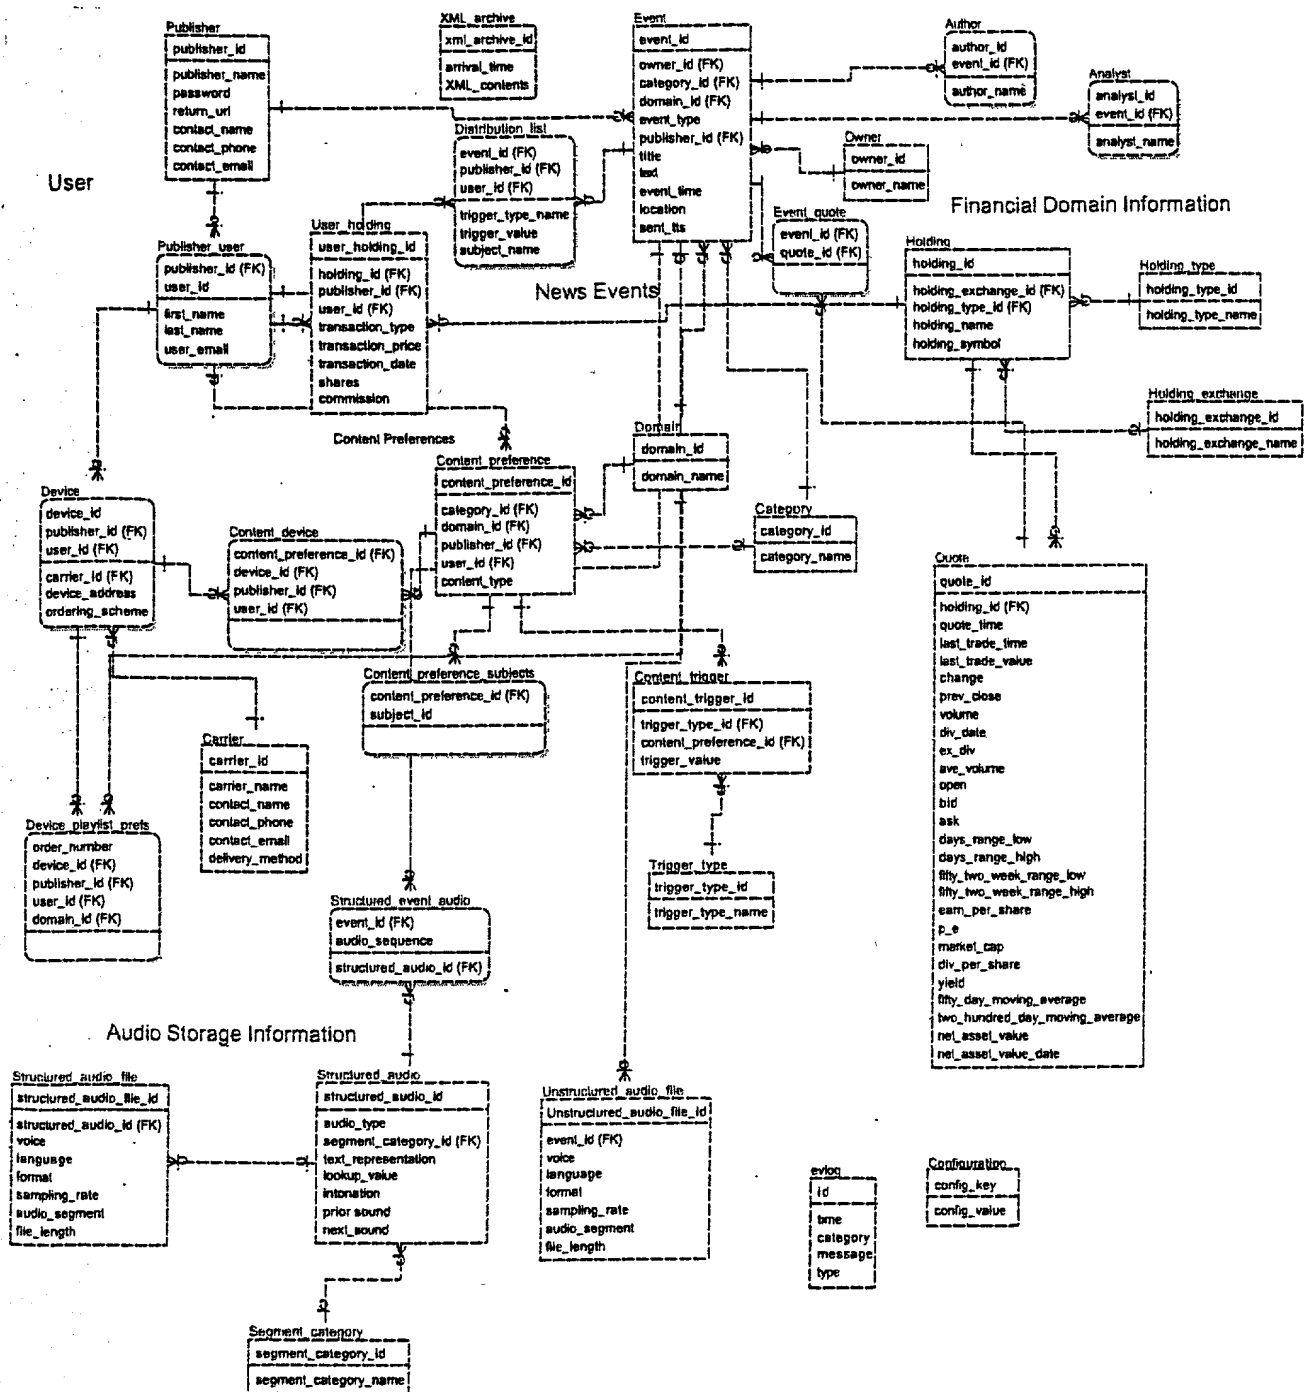 Publisher
publisher_id
publisher_name
password
return_url
contact_name
contact_phone
contact_email
XML_archive
xml_archive_id
arrival_time
XML_contents
Event
event_id
owner_id (FK)
category_id (FK)
domain_id (FK)
event_type
publisher_id (FK)
title
text
event_time
location
sent_tts
Author
author_id
event_id (FK)
author_name
Analyst
analyst_id
event_id (FK)
analyst_name
Owner
owner_id
owner_name
User
Distribution_list
event_id (FK)
publisher_id (FK)
user_id (FK)
trigger_type_name
trigger_value
subject_name
Financial Domain Information
Publisher_user
publisher_id (FK)
user_id
first_name
last_name
user_email
User_holding
user_holding_id
holding_id (FK)
publisher_id (FK)
user_id (FK)
transaction_type
transaction_price
transaction_date
shares
commission
News Events
Event_quote
event_id (FK)
quote_id (FK)
Holding
holding_id
holding_exchange_id (FK)
holding_type_id (FK)
holding_name
holding_symbol
Holding_type
holding_type_id
holding_type_name
Holding_exchange
holding_exchange_id
holding_exchange_name
Content Preferences
Content_preference
content_preference_id
category_id (FK)
domain_id (FK)
publisher_id (FK)
user_id (FK)
content_type
Domain
domain_id
domain_name
Category
category_id
category_name
Device
device_id
publisher_id (FK)
user_id (FK)
carrier_id (FK)
device_address
ordering_scheme
Content_device
content_preference_id (FK)
device_id (FK)
publisher_id (FK)
user_id (FK)
Quote
quote_id
holding_id (FK)
quote_time
last_trade_time
last_trade_value
change
prev_close
volume
div_date
ex_div
ave_volume
open
bid
ask
days_range_low
days_range_high
fifty_two_week_range_low
fifty_two_week_range_high
earn_per_share
p_e
market_cap
div_per_share
yield
fifty_day_moving_average
two_hundred_day_moving_average
net_asset_value
net_asset_value_date
Content_preference_subjects
content_preference_id (FK)
subject_id
Content_trigger
content_trigger_id
trigger_type_id (FK)
content_preference_id (FK)
trigger_value
Carrier
carrier_id
carrier_name
contact_name
contact_phone
contact_email
delivery_method
Device_playlist_prefs
order_number
device_id (FK)
publisher_id (FK)
user_id (FK)
domain_id (FK)
Trigger_type
trigger_type_id
trigger_type_name
Structured_event_audio
event_id (FK)
audio_sequence
structured_audio_id (FK)
Audio Storage Information
Structured_audio_file
structured_audio_file_id
structured_audio_id (FK)
voice
language
format
sampling_rate
audio_segment
file_length
Structured_audio
structured_audio_id
audio_type
segment_category_id (FK)
text_representation
lookup_value
intonation
prior sound
next_sound
Unstructured_audio_file
Unstructured_audio_file_id
event_id (FK)
voice
language
format
sampling_rate
audio_segment
file_length
evlog
id
time
category
message
type
Configuration
config_key
config_value
Segment_category
segment_category_id
segment_category_name